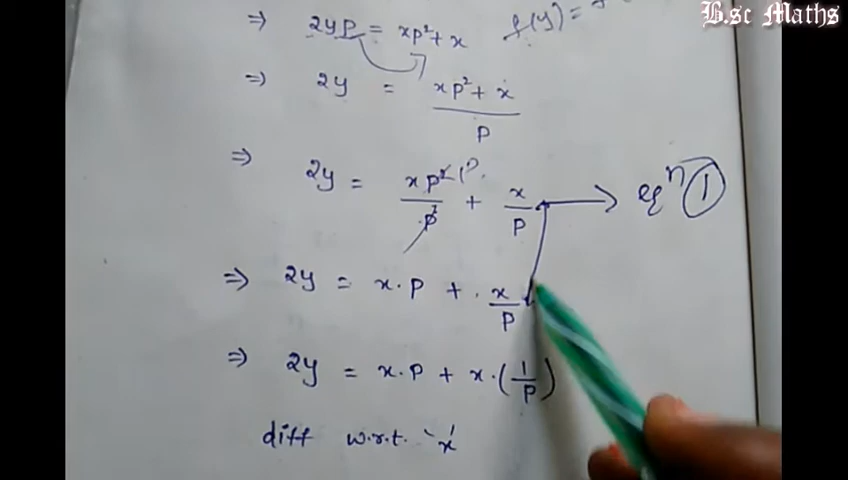 B.sc Maths
⇒ 2yp = xp² + x f(y) =
⇒ 2y = (xp² + x)/p
⇒ 2y = xp²/p + x/p → eqⁿ ①
⇒ 2y = x·p + x/p
⇒ 2y = x·p + x·(1/p)
diff w.r.t. 'x'